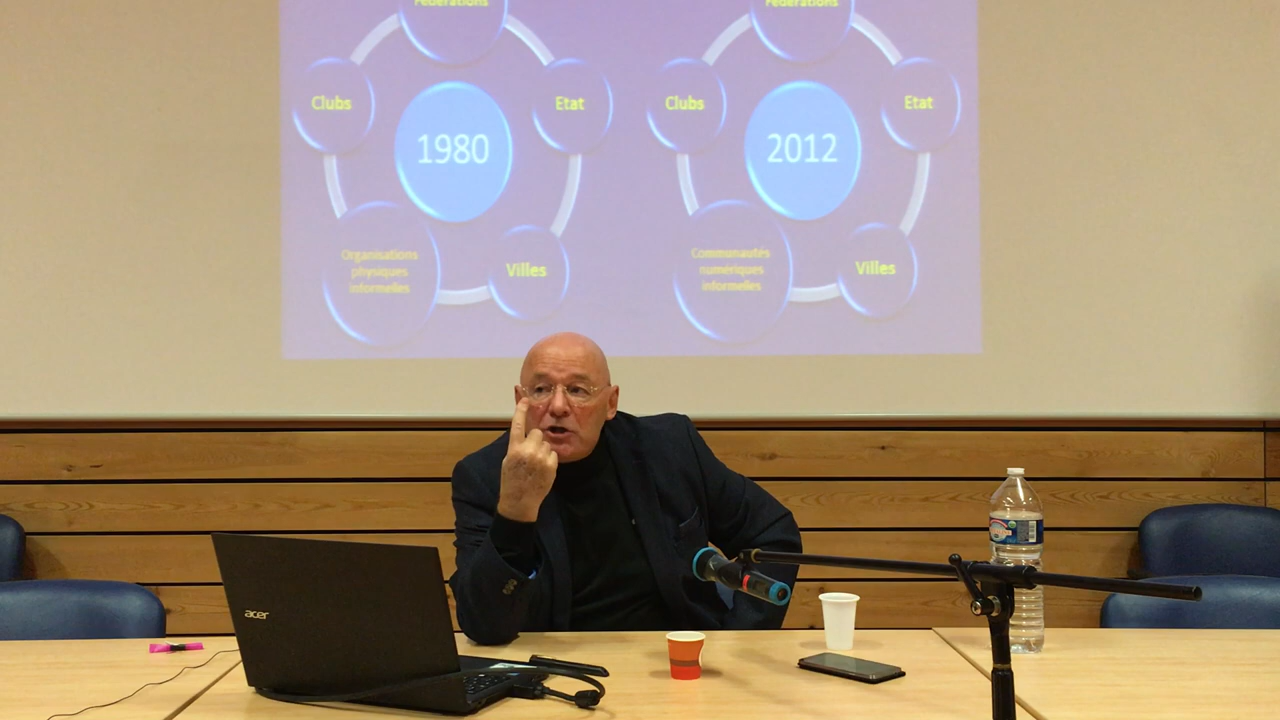 Fédérations
Clubs
Etat
1980
Organisations
physiques
informelles
Villes
Fédérations
Clubs
Etat
2012
Communautés
numériques
informelles
Villes
acer